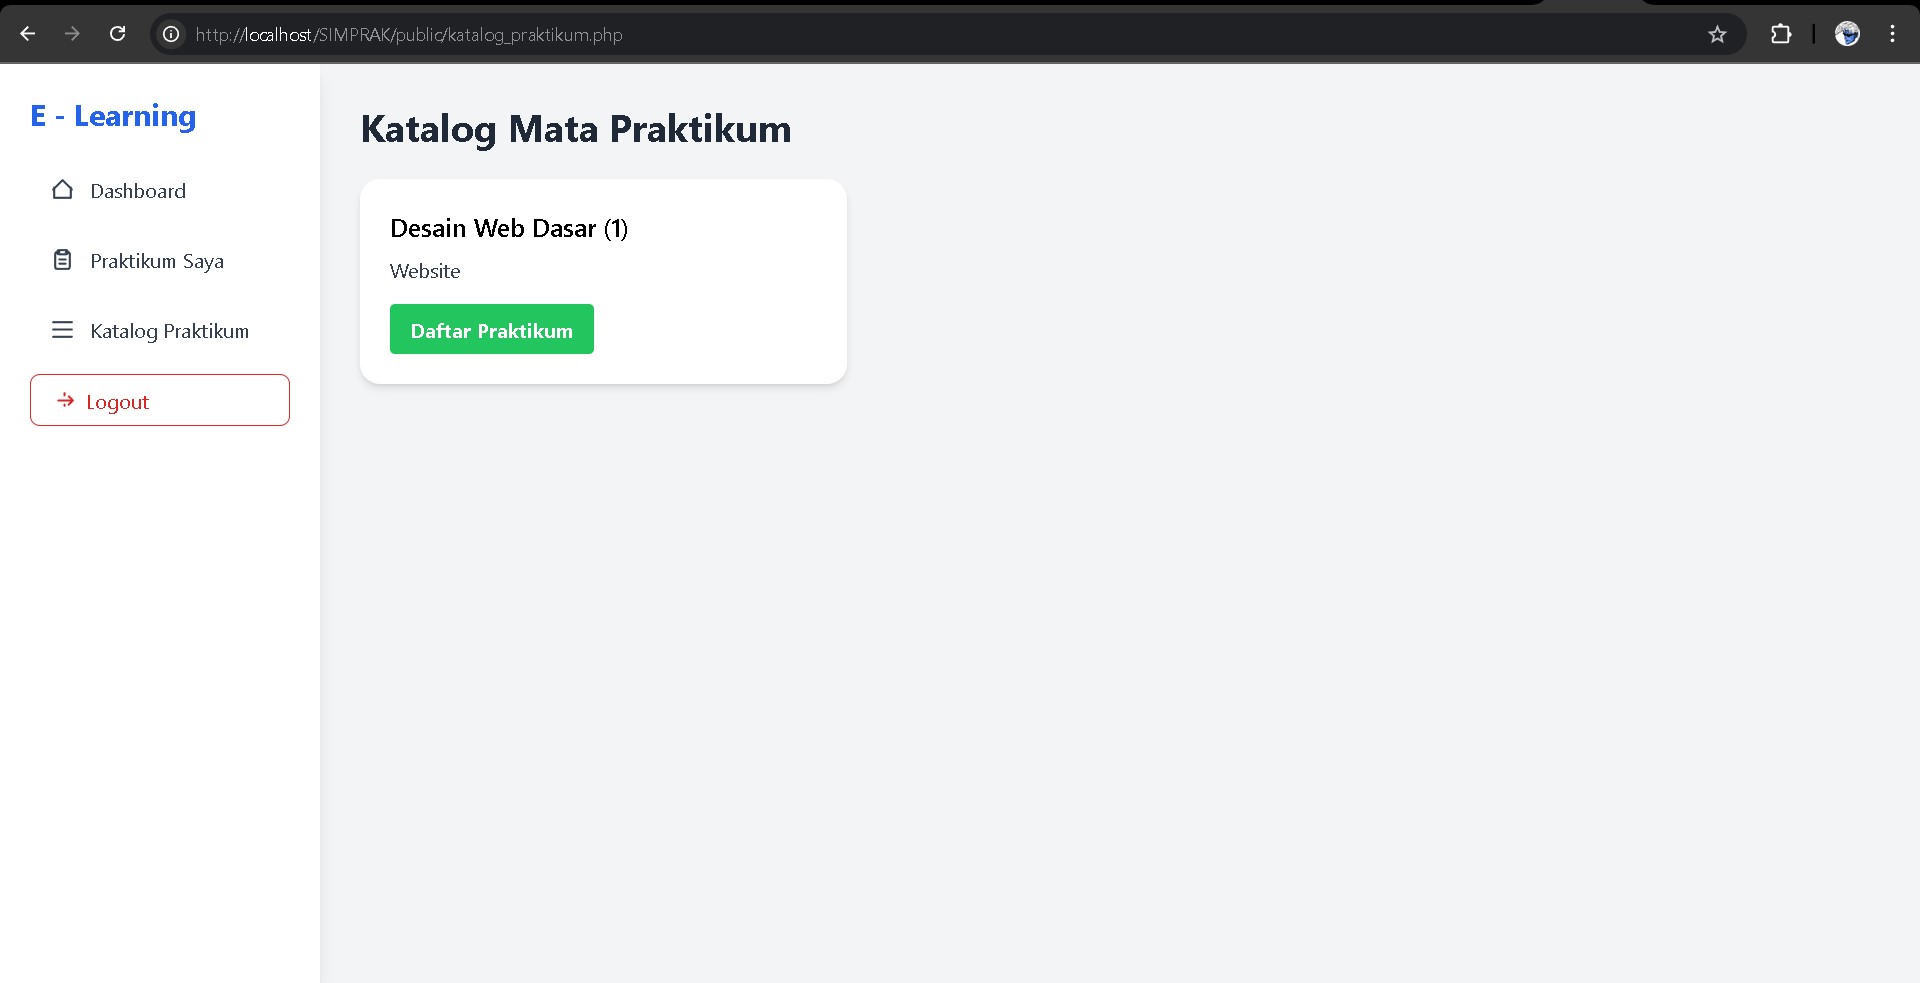 http://localhost/SIMPRAK/public/katalog_praktikum.php
E - Learning
Dashboard
Praktikum Saya
Katalog Praktikum
Logout
Katalog Mata Praktikum
Desain Web Dasar (1)
Website
Daftar Praktikum